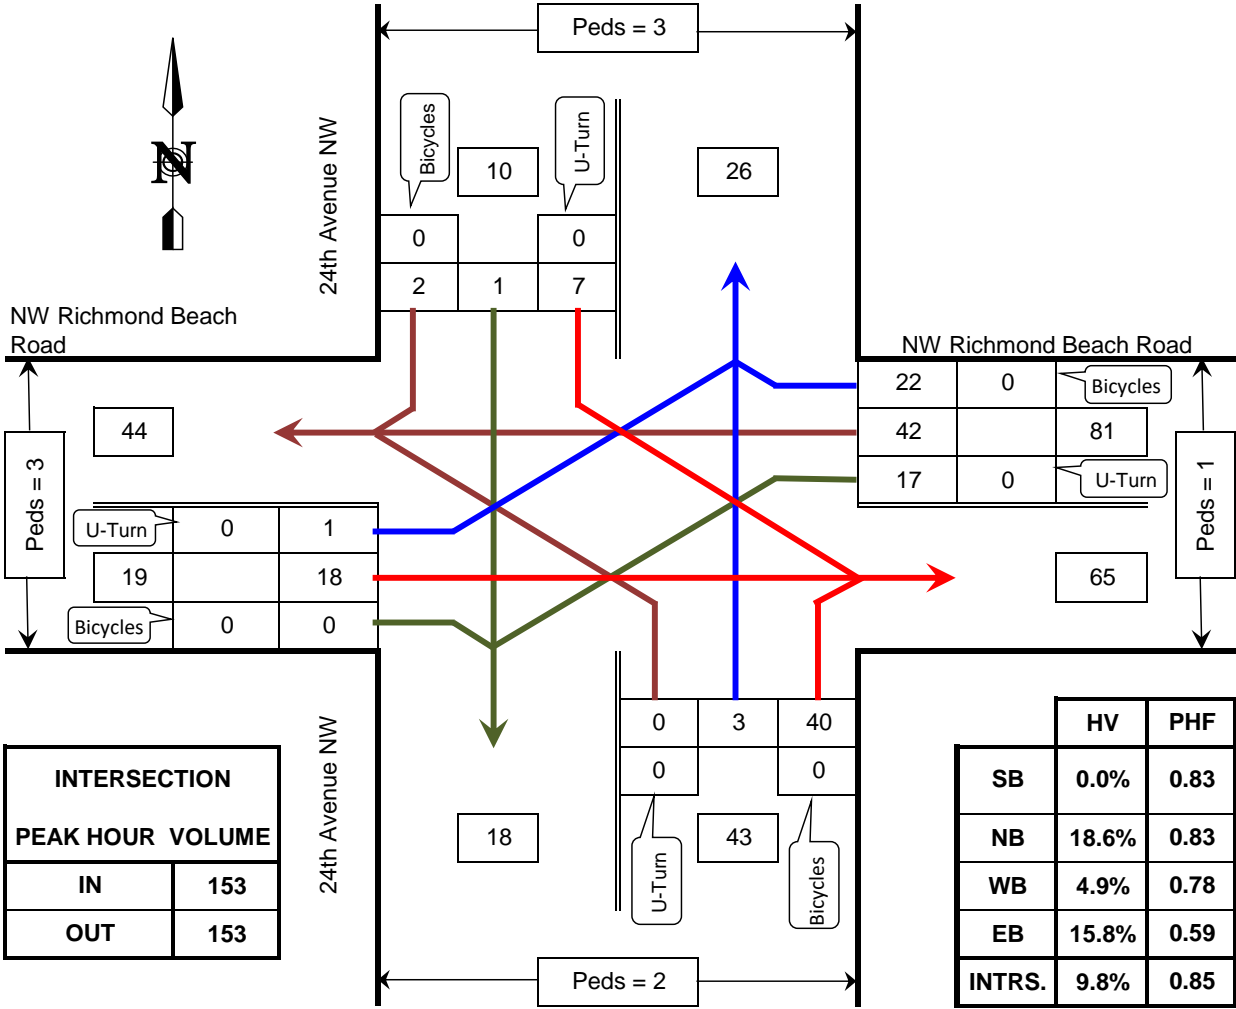 Peds = 3
N
24th Avenue NW
Bicycles
U-Turn
10
26
0
0
2
1
7
NW Richmond Beach
Road
NW Richmond Beach Road
22
0
Bicycles
42
81
17
0
U-Turn
44
Peds = 3
Peds = 1
U-Turn
0
1
19
18
Bicycles
0
0
65
0
3
40
0
0
24th Avenue NW
18
43
U-Turn
Bicycles
Peds = 2
INTERSECTION
PEAK HOUR VOLUME
IN 153
OUT 153
HV PHF
SB 0.0% 0.83
NB 18.6% 0.83
WB 4.9% 0.78
EB 15.8% 0.59
INTRS. 9.8% 0.85